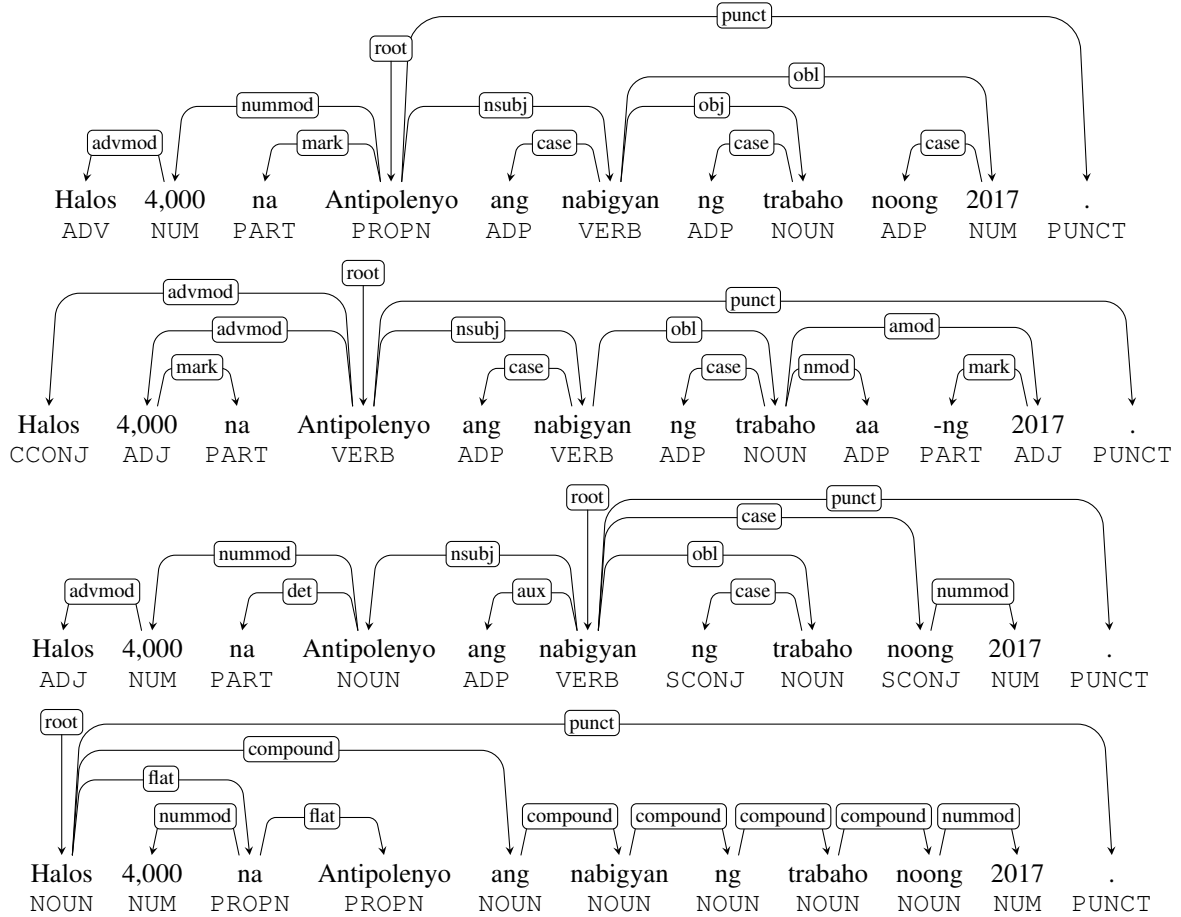 punct
root
obl
nummod nsubj obj
advmod mark case case case
Halos 4,000 na Antipolenyo ang nabigyan ng trabaho noong 2017 .
ADV NUM PART PROPN ADP VERB ADP NOUN ADP NUM PUNCT
root
advmod punct
advmod nsubj obl amod
mark case case nmod mark
Halos 4,000 na Antipolenyo ang nabigyan ng trabaho aa -ng 2017 .
CCONJ ADJ PART VERB ADP VERB ADP NOUN ADP PART ADJ PUNCT
root punct
case
nummod nsubj obl
advmod det aux case nummod
Halos 4,000 na Antipolenyo ang nabigyan ng trabaho noong 2017 .
ADJ NUM PART NOUN ADP VERB SCONJ NOUN SCONJ NUM PUNCT
root punct
compound
flat
nummod flat compound compound compound compound nummod
Halos 4,000 na Antipolenyo ang nabigyan ng trabaho noong 2017 .
NOUN NUM PROPN PROPN NOUN NOUN NOUN NOUN NOUN NUM PUNCT